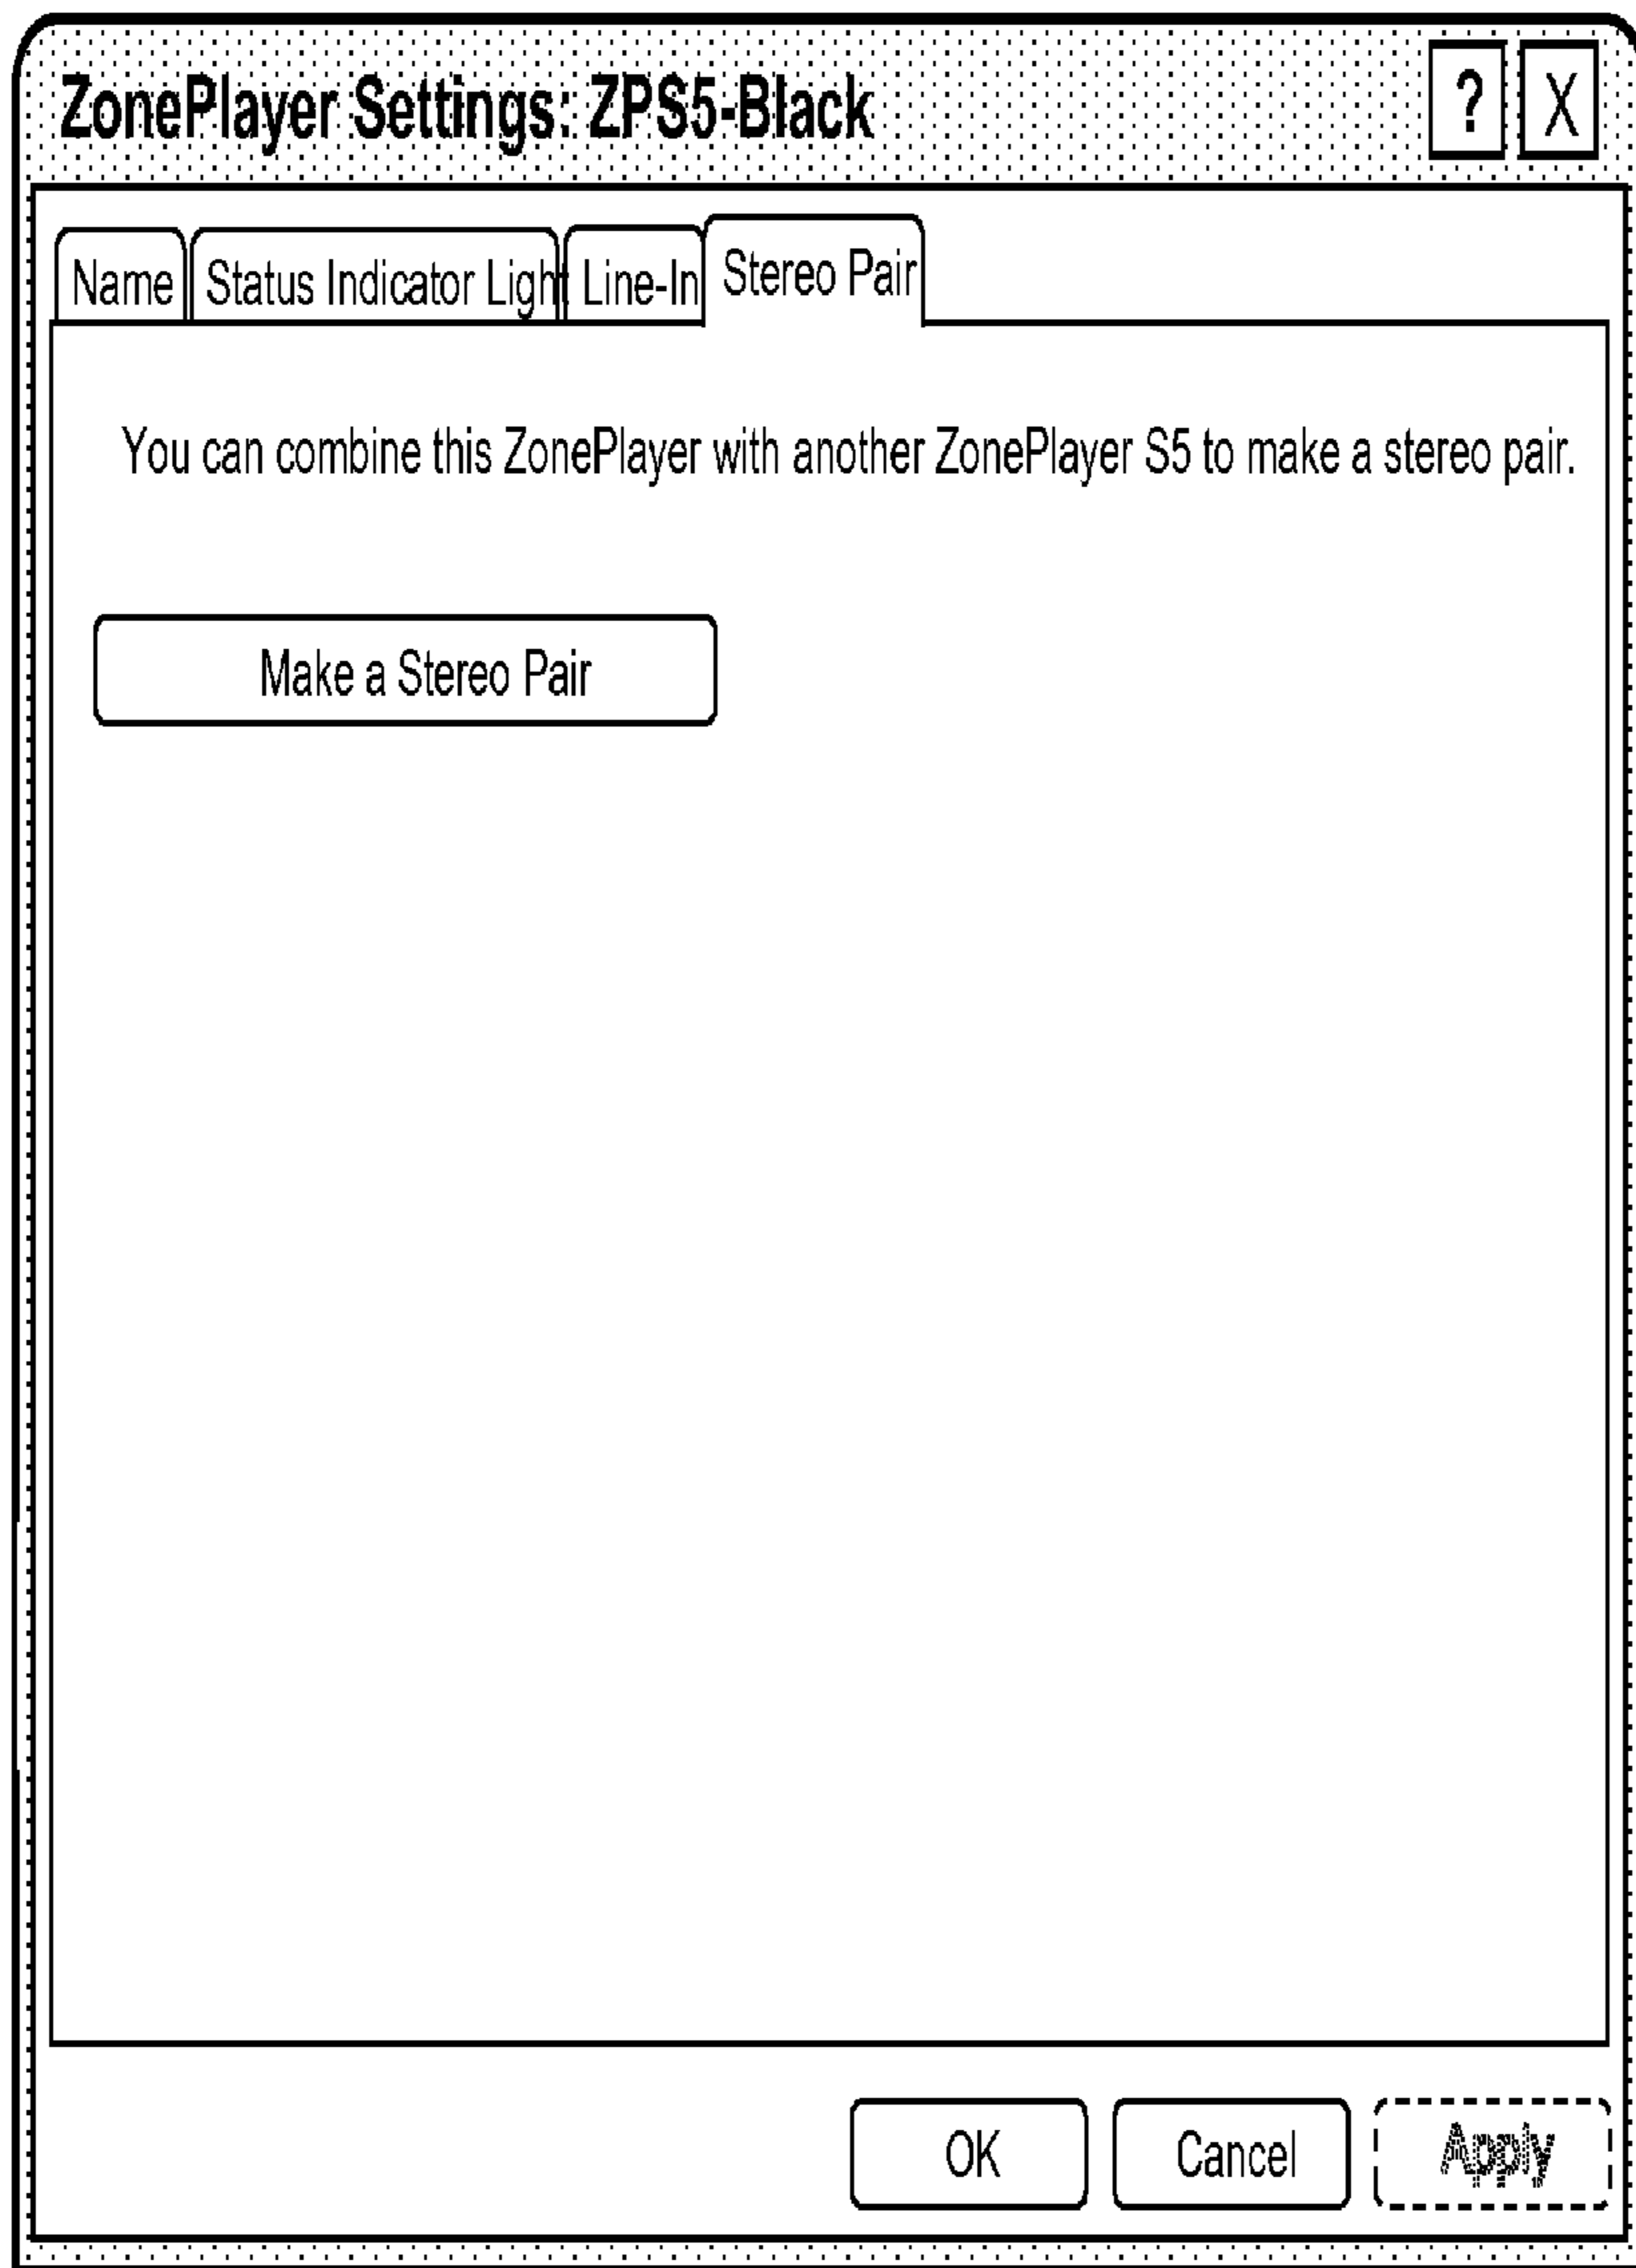 ZonePlayer Settings: ZPS5-Black ? X
Name Status Indicator Light Line-In Stereo Pair
You can combine this ZonePlayer with another ZonePlayer S5 to make a stereo pair.
Make a Stereo Pair
OK Cancel Apply